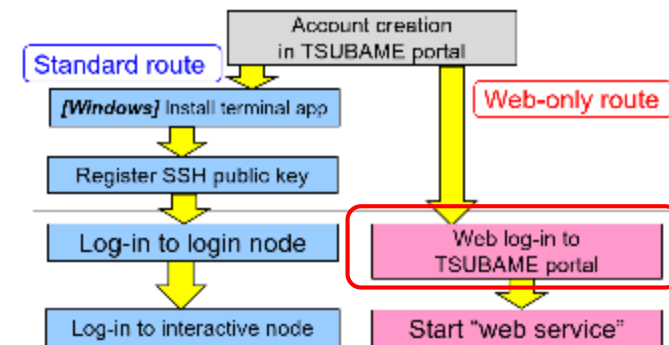 Account creation
in TSUBAME portal
Standard route
Web-only route
[Windows] Install terminal app
Register SSH public key
Log-in to login node
Web log-in to
TSUBAME portal
Log-in to interactive node
Start "web service"